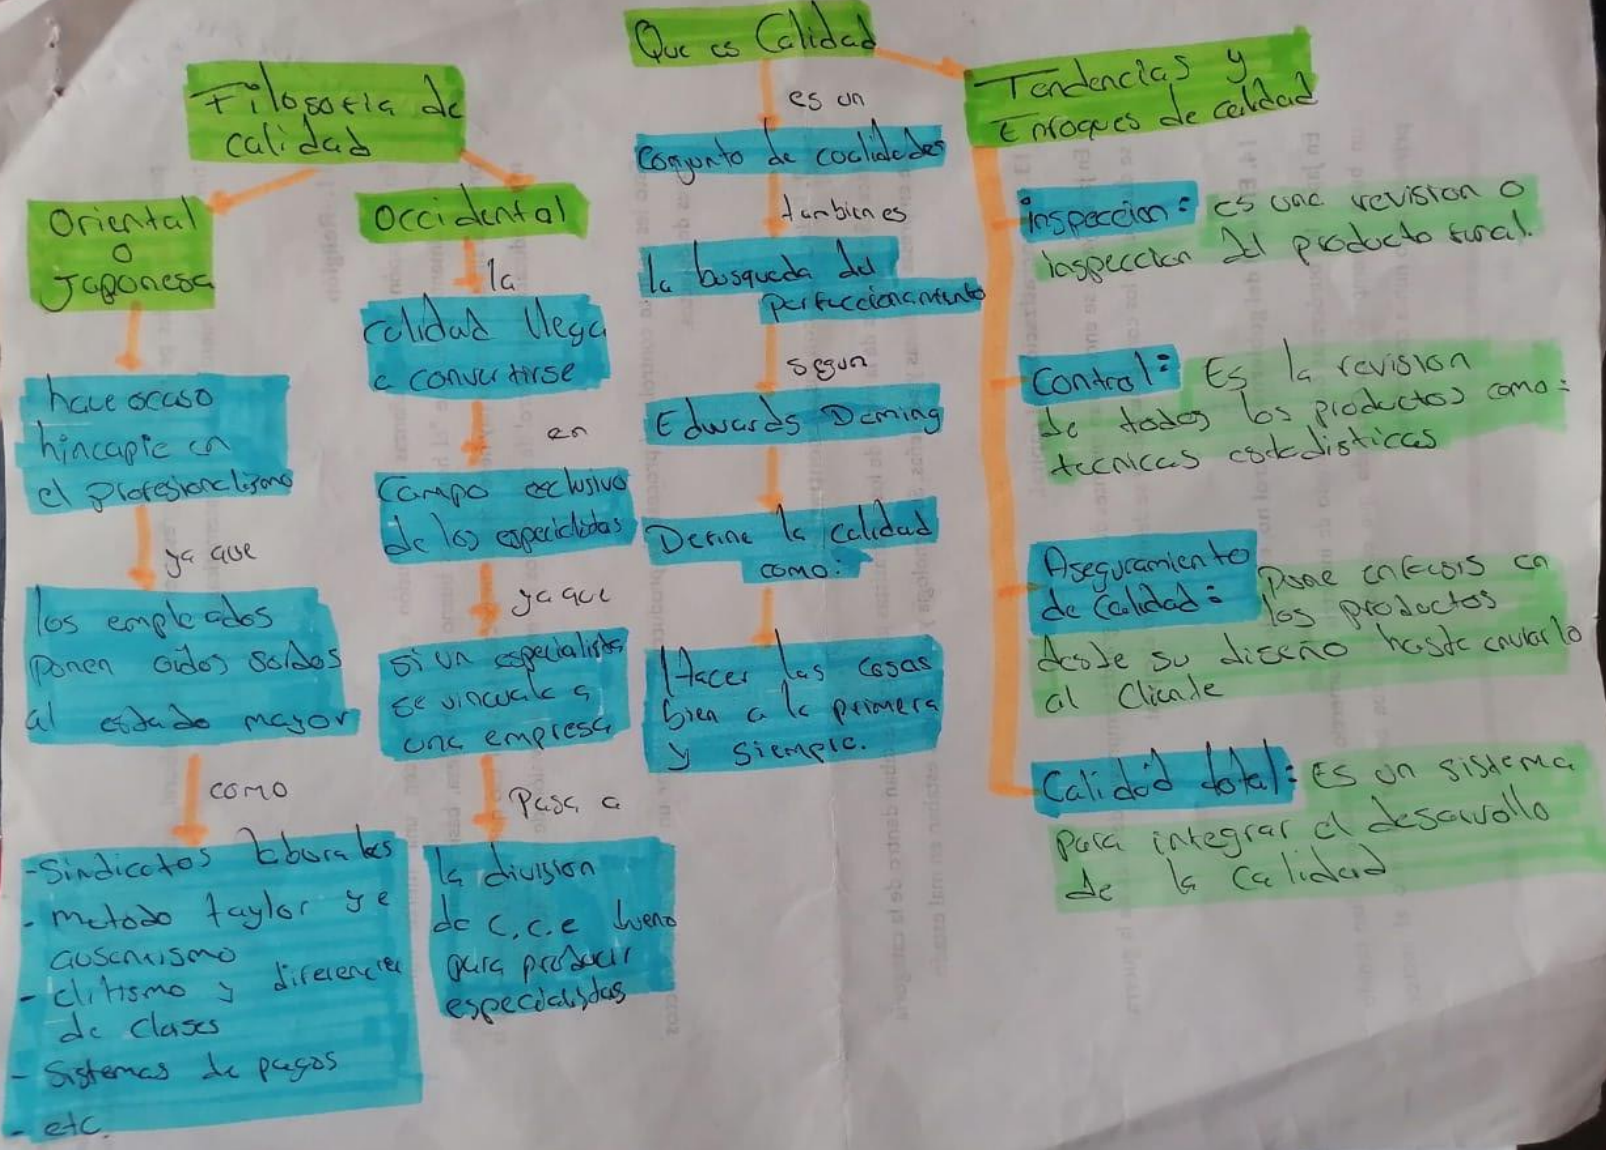 Que es Calidad
es un
Conjunto de coalidades
tambien es
la busqueda del
perfeccionamiento
segun
Edwards Deming
Define la calidad
como:
Hacer las cosas
bien a la primera
y siempre.
Filosofia de
calidad
Oriental
o
Japonesa
hace ocaso
hincapie en
el profesionalismo
ya que
los empleados
ponen oidos sordos
al estado mayor
como
- Sindicatos laborales
- metodo taylor y e
ausentismo
- elitismo y diferencias
de clases
- Sistemas de pagos
- etc.
Occidental
la
calidad llega
a convertirse
en
Campo exclusivo
de los especialistas
ya que
si un especialista
se vincula a
una empresa
Pasa a
la division
de c.c.e bueno
para producir
especialistas
Tendencias y
Enfoques de calidad
inspeccion: es una revision o
inspeccion del producto final.
Control: Es la revision
de todos los productos como:
tecnicas estadisticas
Aseguramiento
de Calidad: Pone enfasis en
los productos
desde su diseño hasta enviarlo
al Cliente
Calidad total: Es un sistema
para integrar el desarrollo
de la Calidad